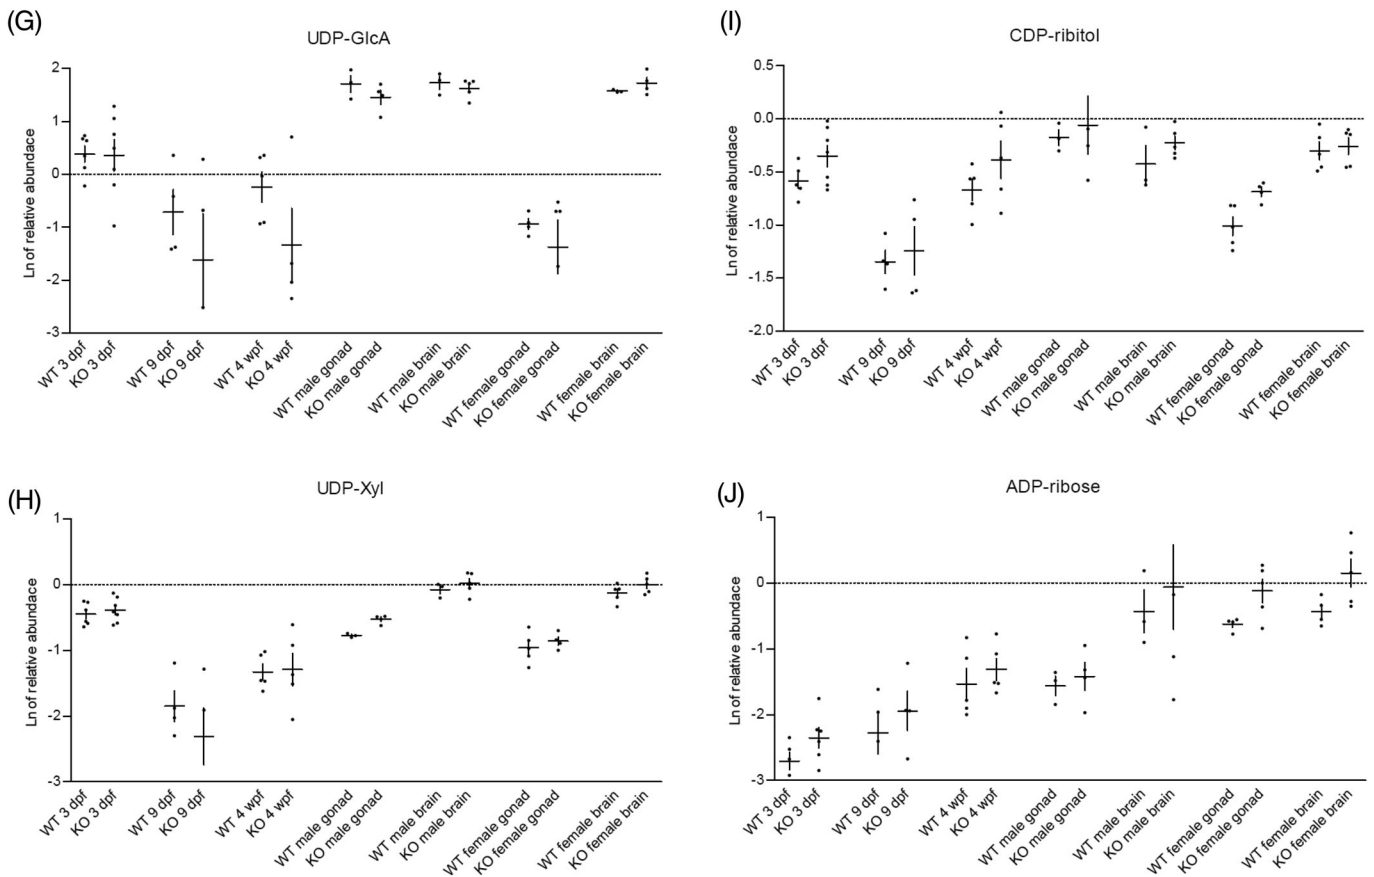 (G)
UDP-GlcA
Ln of relative abundace
2
1
0
-1
-2
-3
WT 3 dpf
KO 3 dpf
WT 9 dpf
KO 9 dpf
WT 4 wpf
KO 4 wpf
WT male gonad
KO male gonad
WT male brain
KO male brain
WT female gonad
KO female gonad
WT female brain
KO female brain
(I)
CDP-ribitol
Ln of relative abundace
0.5
0.0
-0.5
-1.0
-1.5
-2.0
WT 3 dpf
KO 3 dpf
WT 9 dpf
KO 9 dpf
WT 4 wpf
KO 4 wpf
WT male gonad
KO male gonad
WT male brain
KO male brain
WT female gonad
KO female gonad
WT female brain
KO female brain
(H)
UDP-Xyl
Ln of relative abundace
1
0
-1
-2
-3
WT 3 dpf
KO 3 dpf
WT 9 dpf
KO 9 dpf
WT 4 wpf
KO 4 wpf
WT male gonad
KO male gonad
WT male brain
KO male brain
WT female gonad
KO female gonad
WT female brain
KO female brain
(J)
ADP-ribose
Ln of relative abundace
1
0
-1
-2
-3
WT 3 dpf
KO 3 dpf
WT 9 dpf
KO 9 dpf
WT 4 wpf
KO 4 wpf
WT male gonad
KO male gonad
WT male brain
KO male brain
WT female gonad
KO female gonad
WT female brain
KO female brain